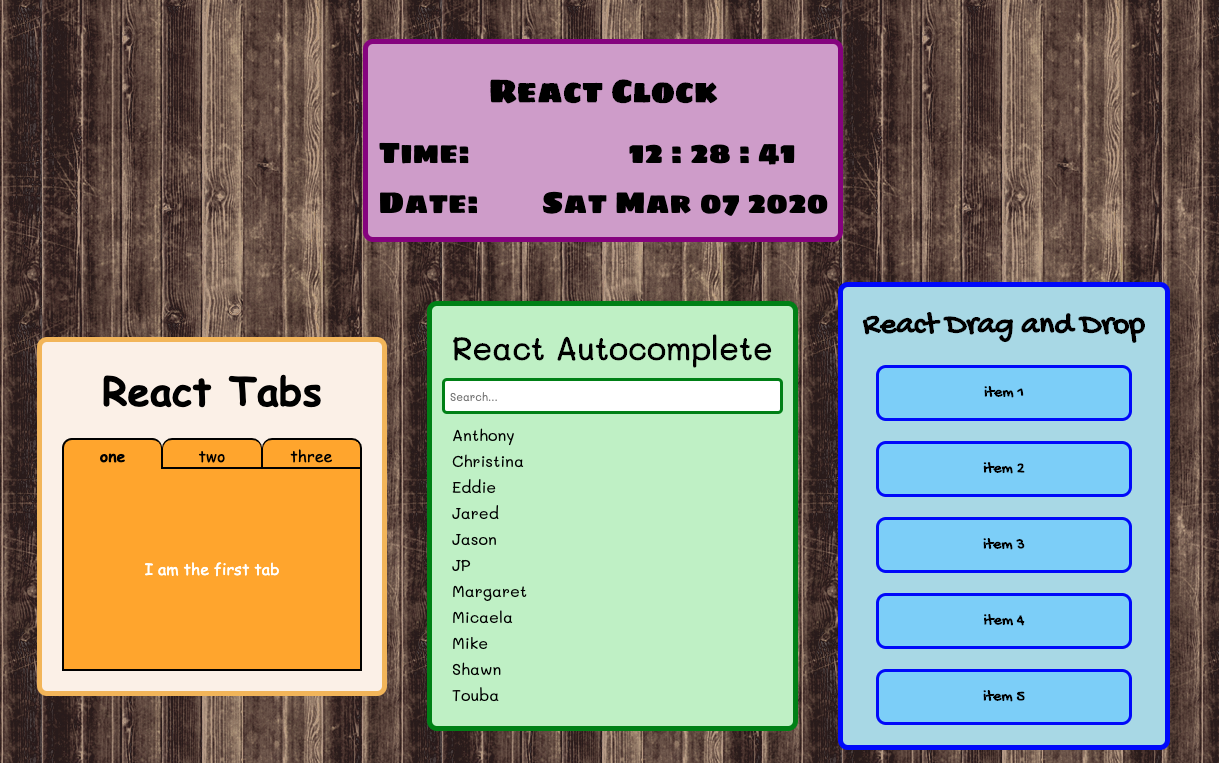 React Clock
Time: 12 : 28 : 41
Date: Sat Mar 07 2020
React Tabs
one two three
I am the first tab
React Autocomplete
Search...
Anthony
Christina
Eddie
Jared
Jason
JP
Margaret
Micaela
Mike
Shawn
Touba
React Drag and Drop
item 1
item 2
item 3
item 4
item 5